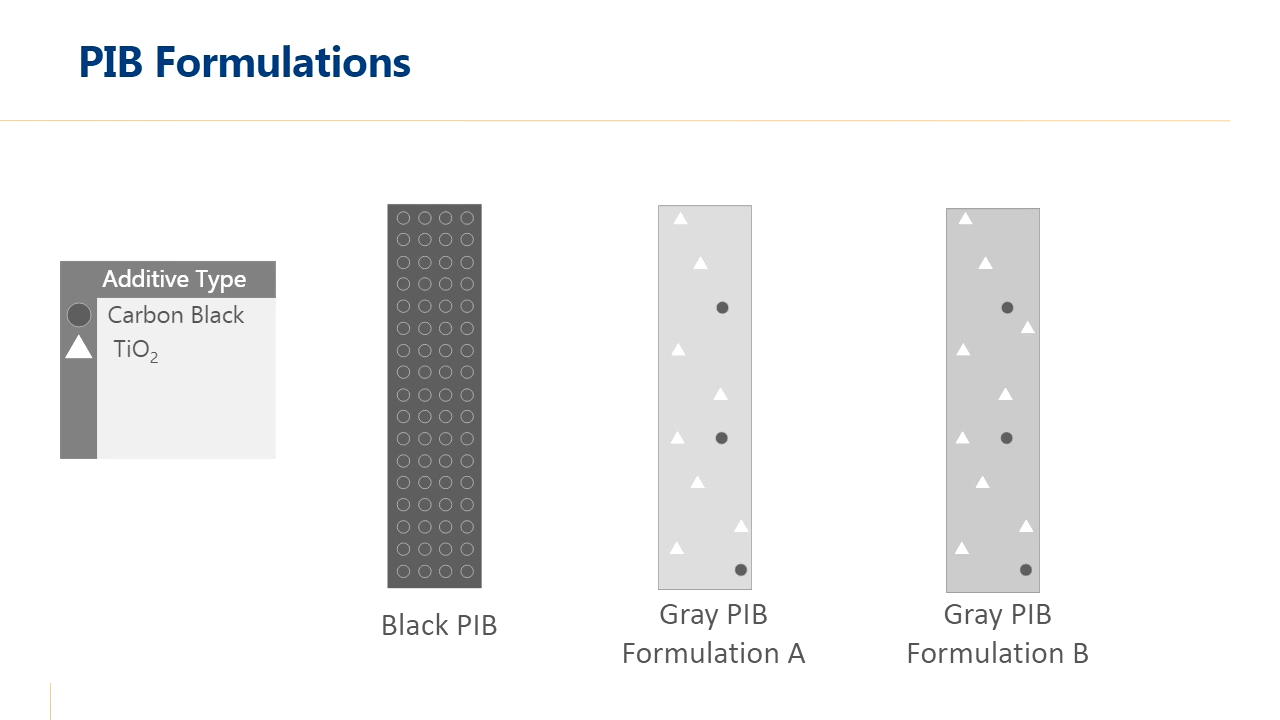 PIB Formulations
Additive Type
Carbon Black
TiO₂
Black PIB
Gray PIB
Formulation A
Gray PIB
Formulation B